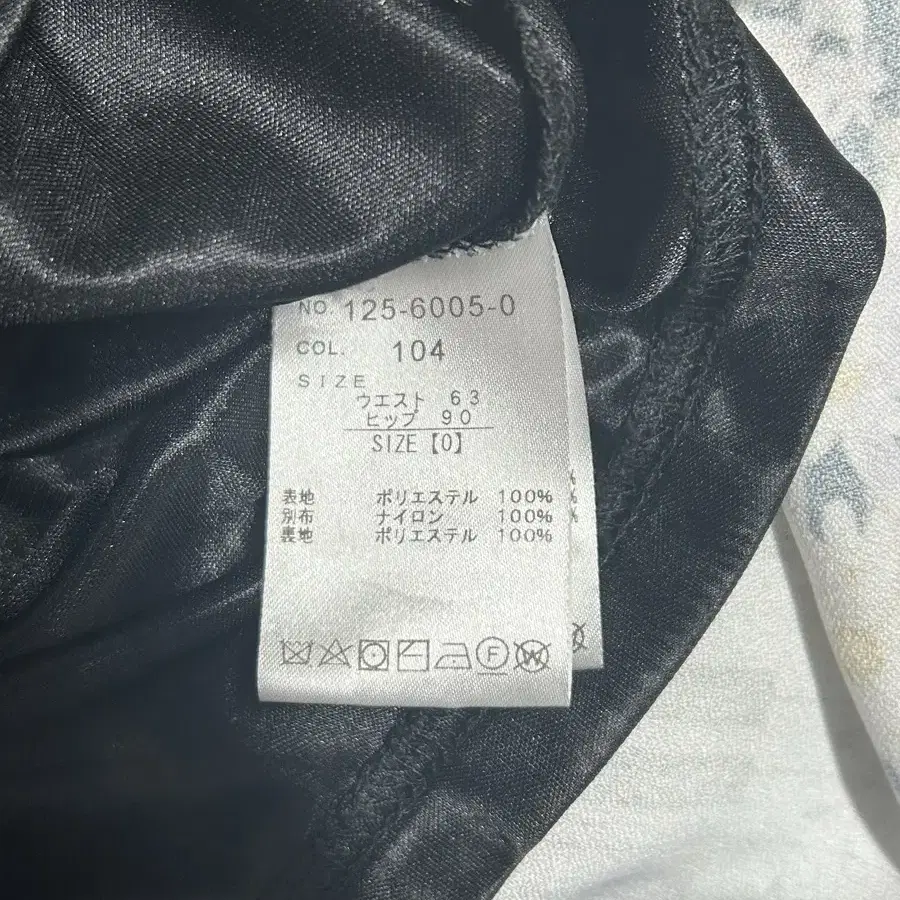 NO. 125-6005-0
COL. 104
SIZE
ウエスト 63
ヒップ 90
SIZE【0】
表地 ポリエステル 100%
別布 ナイロン 100%
裏地 ポリエステル 100%
F W